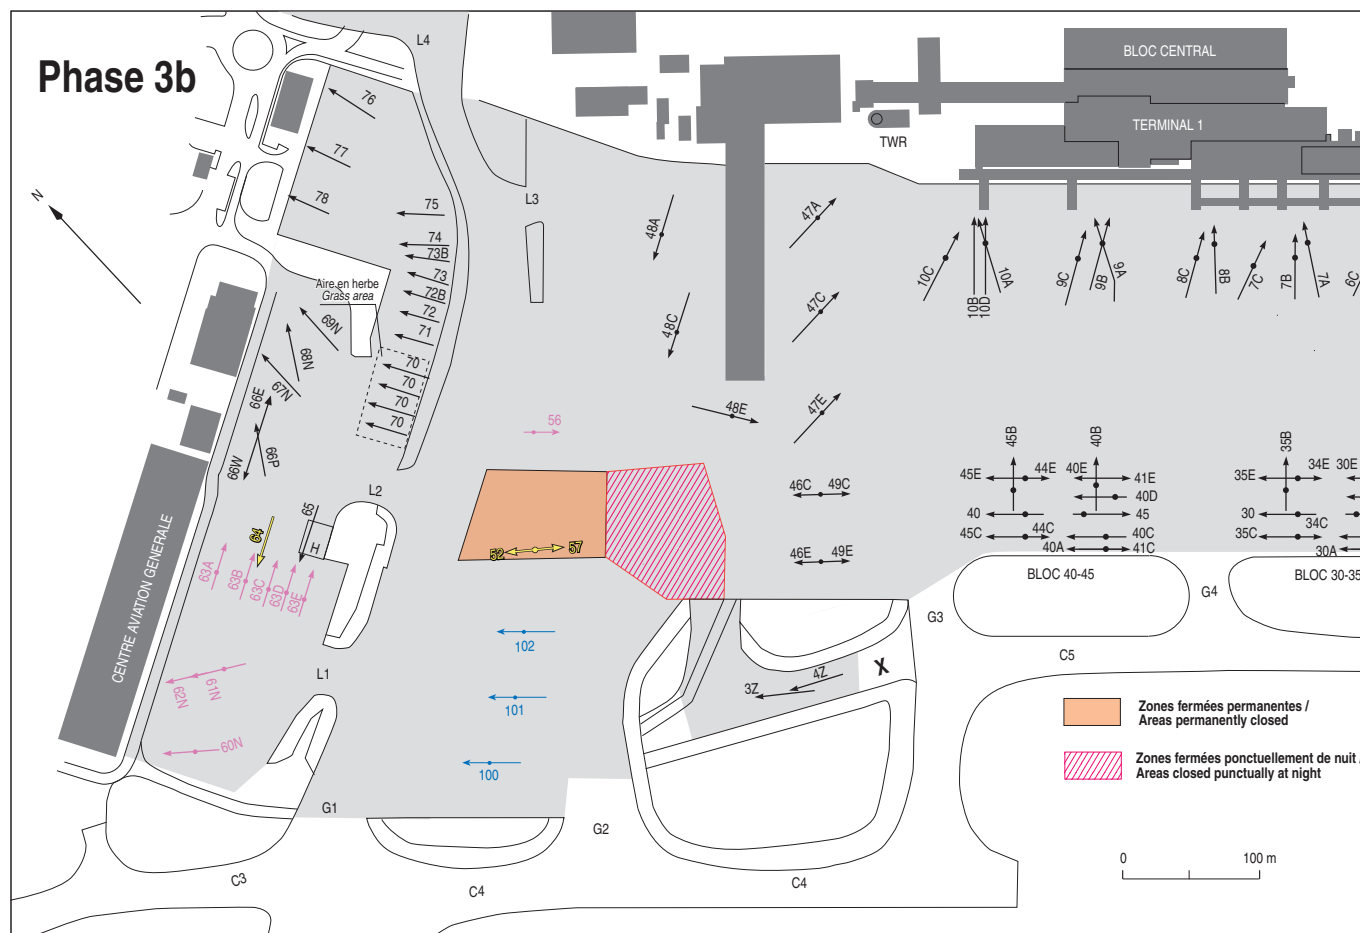 Phase 3b
L4
BLOC CENTRAL
TERMINAL 1
TWR
N
76
77
78
75
74
73B
73
72B
72
71
70
70
70
70
L3
48A
47A
48C
47C
48E
47E
10C
10B
10D
10A
9C
9B
9A
8C
8B
7C
7B
7A
6C
Aire en herbe
Grass area
69N
68N
67N
66E
66W
66P
56
45B
40B
35B
45E
44E
40E
41E
35E
34E
30E
40D
40
45
30
45C
44C
40C
35C
34C
40A
41C
30A
46C
49C
46E
49E
L2
65
H
64
63A
63B
63C
63D
63E
52
57
CENTRE AVIATION GENERALE
BLOC 40-45
BLOC 30-35
G4
G3
C5
102
101
100
L1
62N
61N
60N
3Z
4Z
X
Zones fermées permanentes /
Areas permanently closed
Zones fermées ponctuellement de nuit /
Areas closed punctually at night
G1
G2
C3
C4
C4
0
100 m